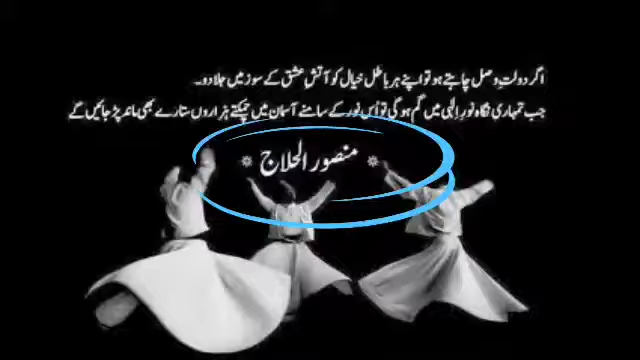 اگر دولتِ وصل چاہتے ہو تو اپنے ہر باطل خیال کو آتشِ عشق کے سوز میں جلا دو۔
جب تمہاری نگاہ نورِ الٰہی میں گم ہو گی تو اُس نور کے سامنے آسمان میں چمکتے ہزاروں ستارے بھی ماند پڑ جائیں گے
منصور الحلاج